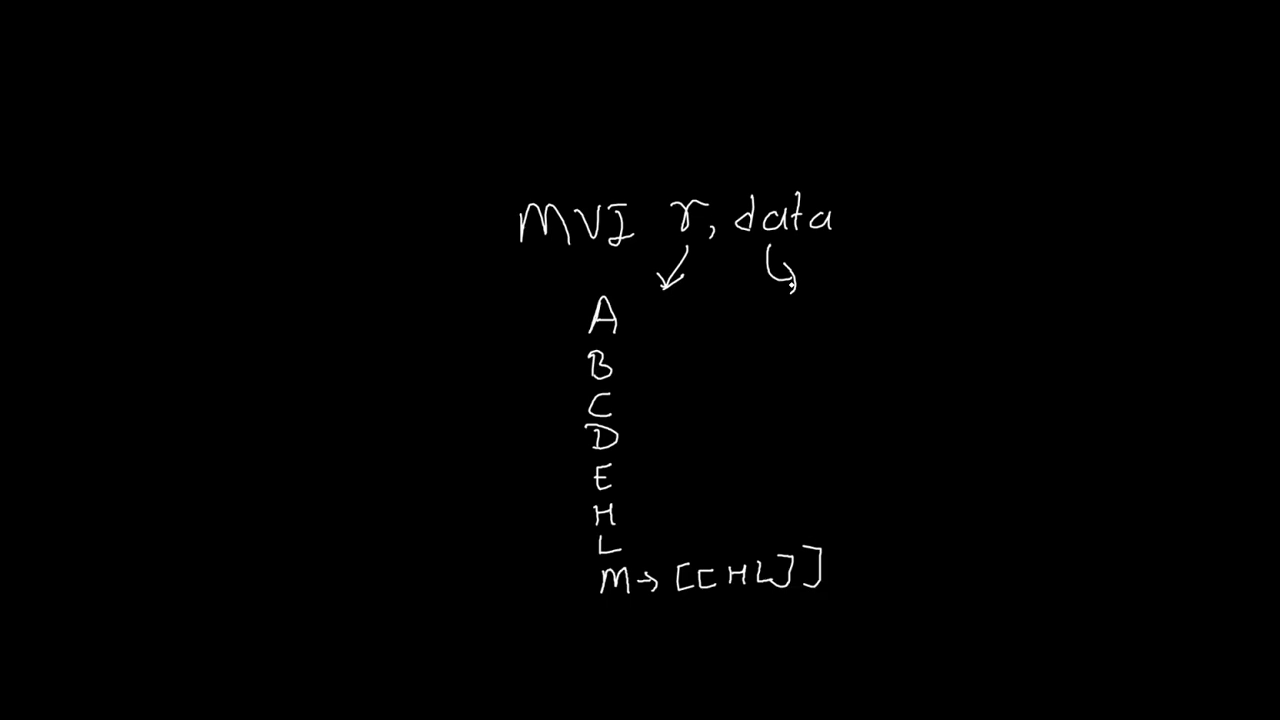 MVI r, data
A
B
C
D
E
H
L
M→ [[HL]]